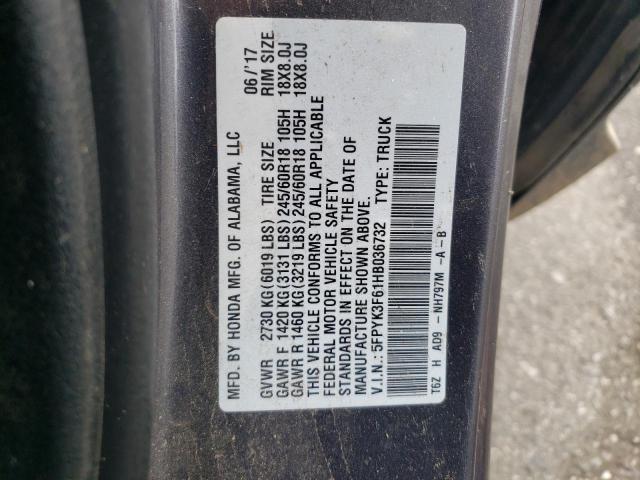 MFD. BY HONDA MFG. OF ALABAMA, LLC 06/'17
GVWR 2730 KG (6019 LBS) TIRE SIZE RIM SIZE
GAWR F 1420 KG (3131 LBS) 245/60R18 105H 18X8.0J
GAWR R 1460 KG (3219 LBS) 245/60R18 105H 18X8.0J
THIS VEHICLE CONFORMS TO ALL APPLICABLE
FEDERAL MOTOR VEHICLE SAFETY
STANDARDS IN EFFECT ON THE DATE OF
MANUFACTURE SHOWN ABOVE.
V.I.N.: 5FPYK3F61HB036732 TYPE: TRUCK
T6Z H AD9 - NH797M -A -B